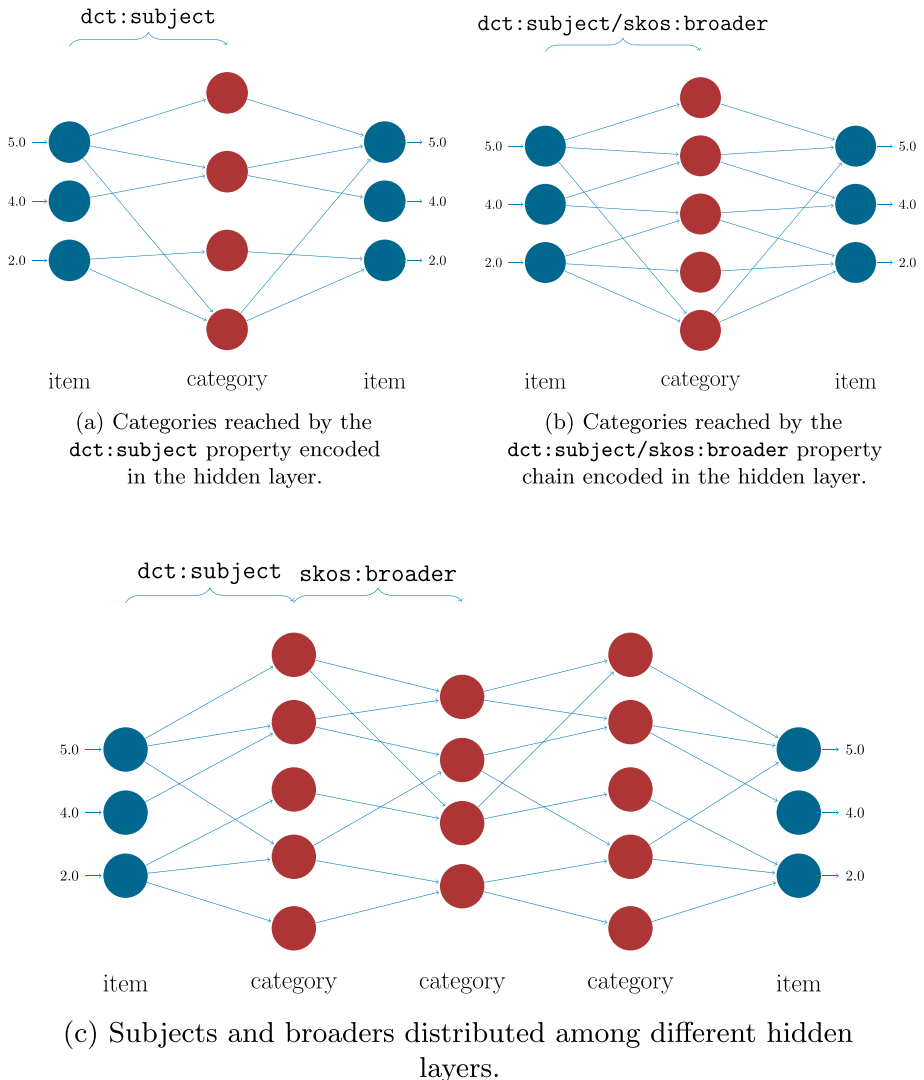 dct:subject
5.0
4.0
2.0
5.0
4.0
2.0
item category item
(a) Categories reached by the
dct:subject property encoded
in the hidden layer.
dct:subject/skos:broader
5.0
4.0
2.0
5.0
4.0
2.0
item category item
(b) Categories reached by the
dct:subject/skos:broader property
chain encoded in the hidden layer.
dct:subject skos:broader
5.0
4.0
2.0
5.0
4.0
2.0
item category category category item
(c) Subjects and broaders distributed among different hidden
layers.